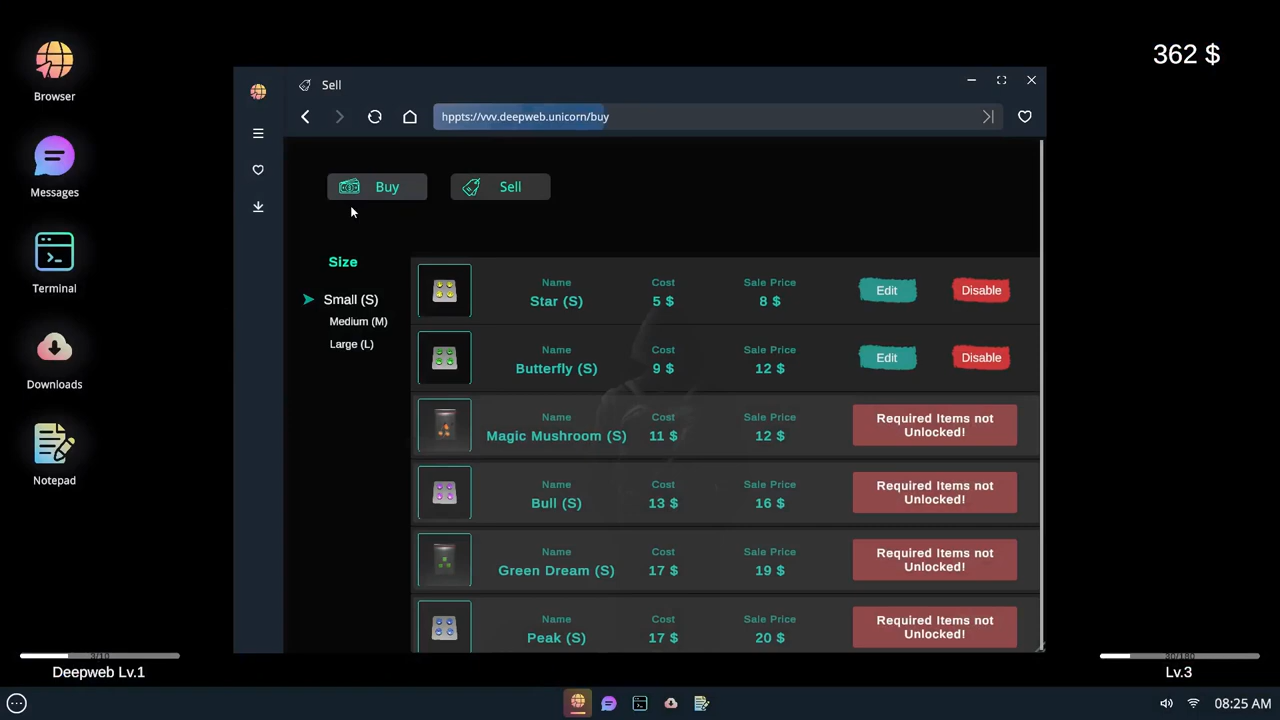 362 $
Browser
Messages
Terminal
Downloads
Notepad
Sell
hppts://vvv.deepweb.unicorn/buy
Buy
Sell
Size
Small (S)
Medium (M)
Large (L)
Name Cost Sale Price
Star (S) 5 $ 8 $ Edit Disable
Name Cost Sale Price
Butterfly (S) 9 $ 12 $ Edit Disable
Name Cost Sale Price
Magic Mushroom (S) 11 $ 12 $
Required Items not
Unlocked!
Name Cost Sale Price
Bull (S) 13 $ 16 $
Required Items not
Unlocked!
Name Cost Sale Price
Green Dream (S) 17 $ 19 $
Required Items not
Unlocked!
Name Cost Sale Price
Peak (S) 17 $ 20 $
Required Items not
Unlocked!
3/10
Deepweb Lv.1
Lv.3
08:25 AM